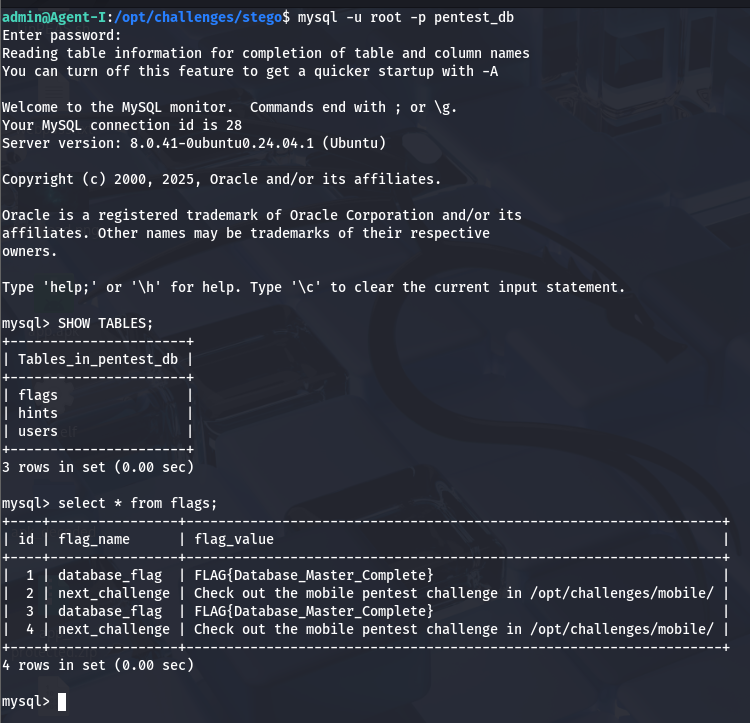 admin@Agent-I:/opt/challenges/stego$ mysql -u root -p pentest_db
Enter password:
Reading table information for completion of table and column names
You can turn off this feature to get a quicker startup with -A

Welcome to the MySQL monitor.  Commands end with ; or \g.
Your MySQL connection id is 28
Server version: 8.0.41-0ubuntu0.24.04.1 (Ubuntu)

Copyright (c) 2000, 2025, Oracle and/or its affiliates.

Oracle is a registered trademark of Oracle Corporation and/or its
affiliates. Other names may be trademarks of their respective
owners.

Type 'help;' or '\h' for help. Type '\c' to clear the current input statement.

mysql> SHOW TABLES;
+----------------------+
| Tables_in_pentest_db |
+----------------------+
| flags                |
| hints                |
| users                |
+----------------------+
3 rows in set (0.00 sec)

mysql> select * from flags;
+----+----------------+------------------------------------------------------------------+
| id | flag_name      | flag_value                                                       |
+----+----------------+------------------------------------------------------------------+
|  1 | database_flag  | FLAG{Database_Master_Complete}                                   |
|  2 | next_challenge | Check out the mobile pentest challenge in /opt/challenges/mobile/ |
|  3 | database_flag  | FLAG{Database_Master_Complete}                                   |
|  4 | next_challenge | Check out the mobile pentest challenge in /opt/challenges/mobile/ |
+----+----------------+------------------------------------------------------------------+
4 rows in set (0.00 sec)

mysql>